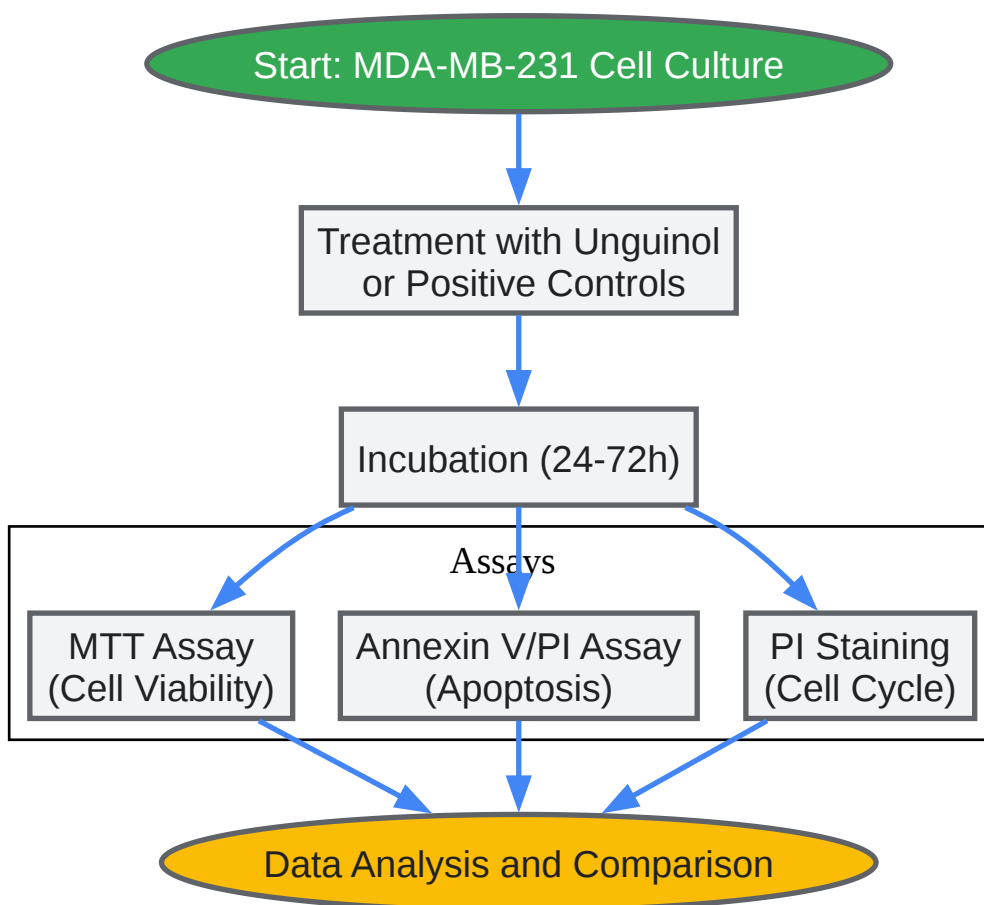 Start: MDA-MB-231 Cell Culture
Treatment with Unguinol
or Positive Controls
Incubation (24-72h)
Assays
MTT Assay
(Cell Viability)
Annexin V/PI Assay
(Apoptosis)
PI Staining
(Cell Cycle)
Data Analysis and Comparison